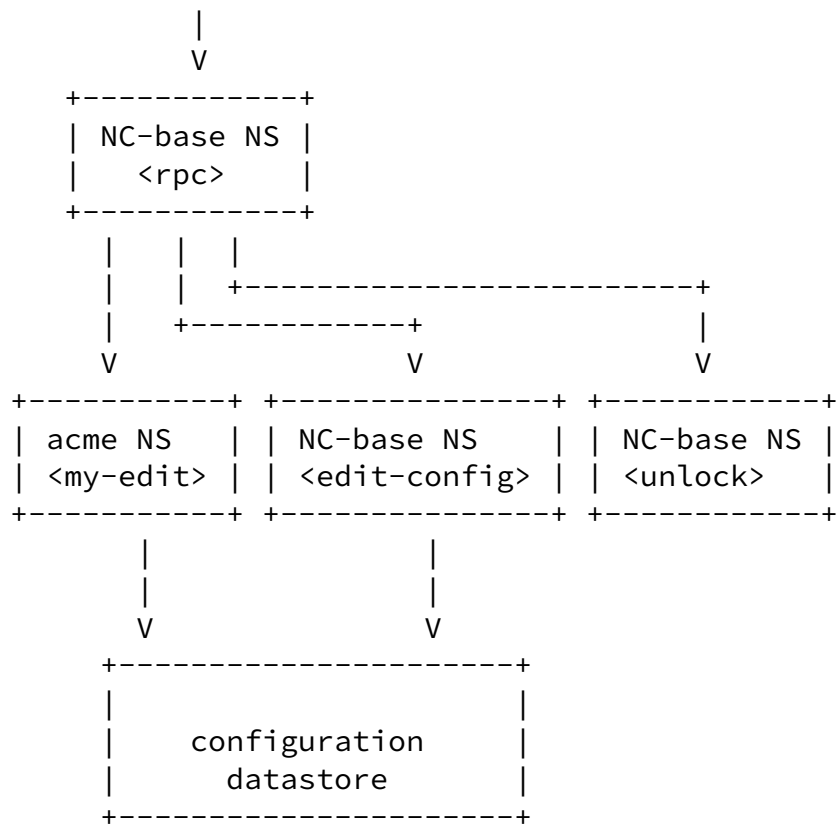 NC-base NS
<rpc>
acme NS
<my-edit>
NC-base NS
<edit-config>
NC-base NS
<unlock>
configuration
datastore